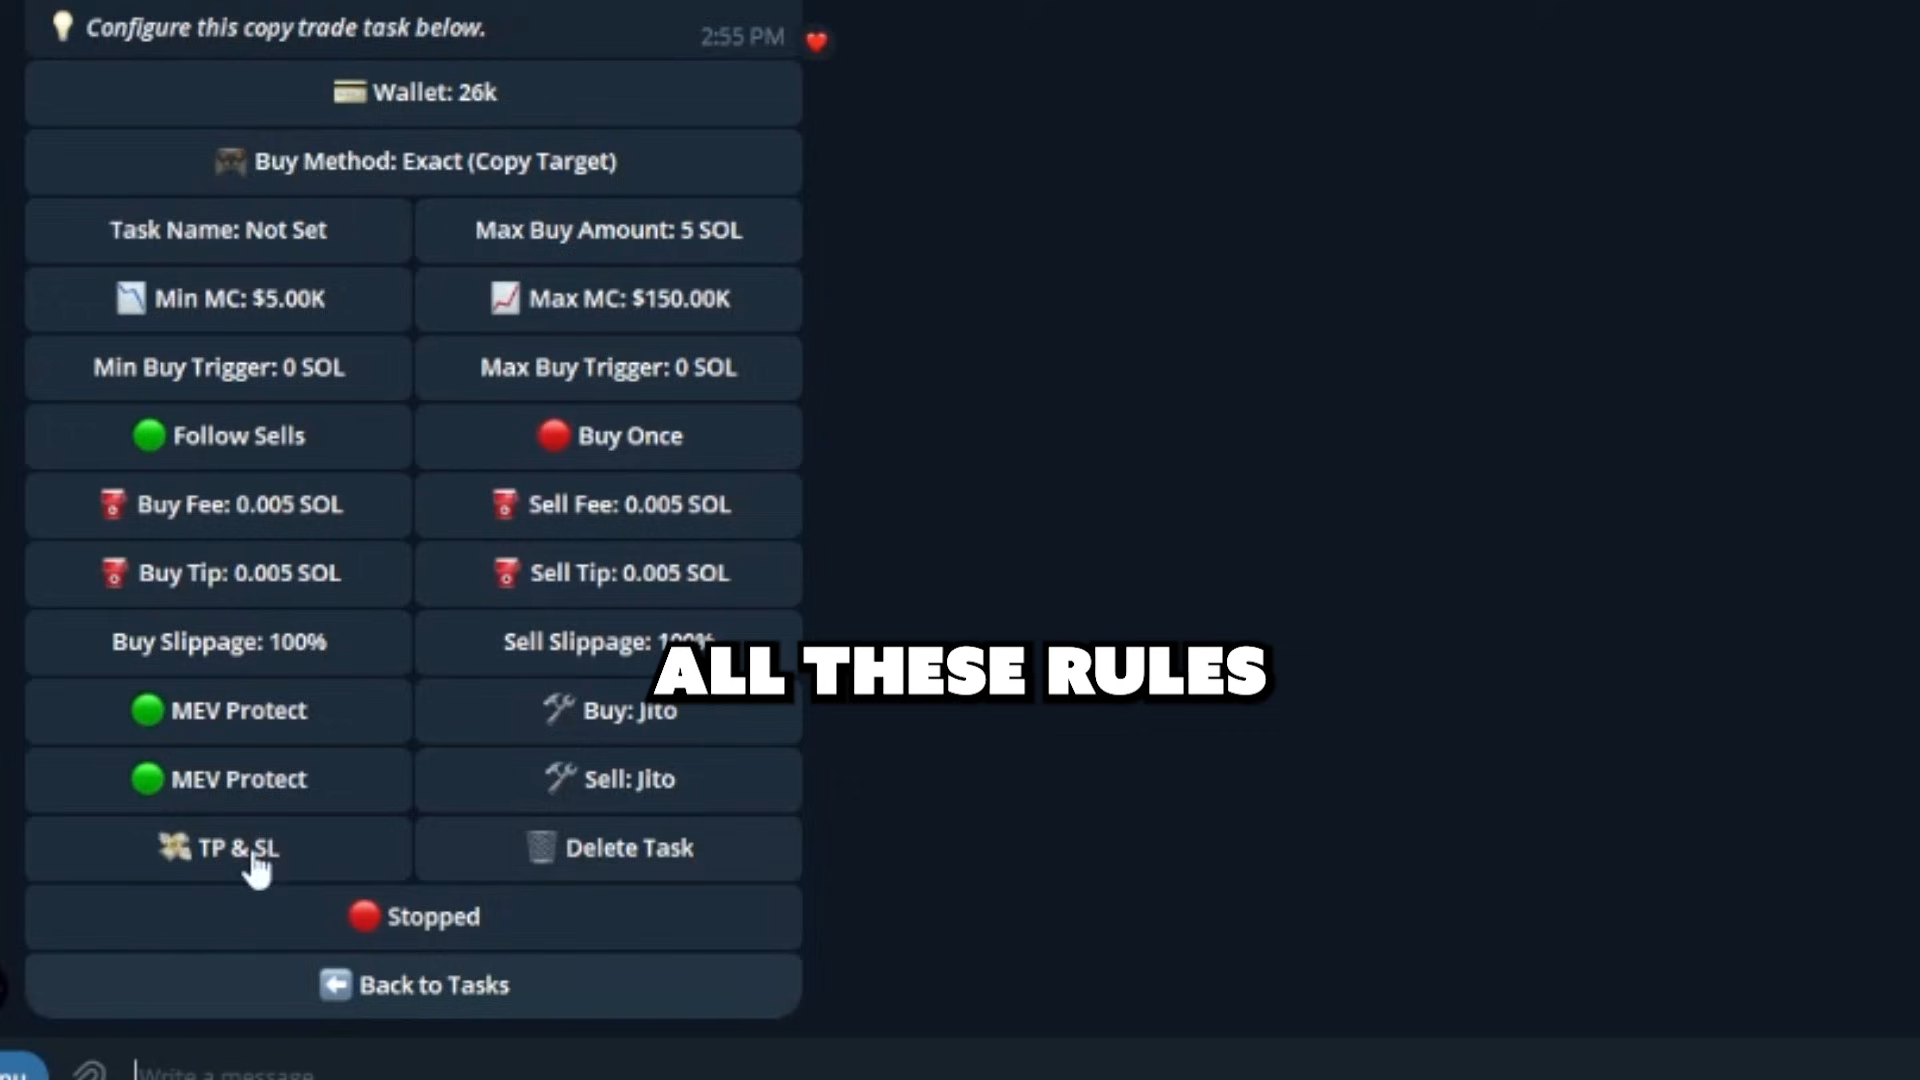 Configure this copy trade task below.
2:55 PM
Wallet: 26k
Buy Method: Exact (Copy Target)
Task Name: Not Set
Max Buy Amount: 5 SOL
Min MC: $5.00K
Max MC: $150.00K
Min Buy Trigger: 0 SOL
Max Buy Trigger: 0 SOL
Follow Sells
Buy Once
Buy Fee: 0.005 SOL
Sell Fee: 0.005 SOL
Buy Tip: 0.005 SOL
Sell Tip: 0.005 SOL
Buy Slippage: 100%
Sell Slippage: 100%
ALL THESE RULES
MEV Protect
Buy: Jito
MEV Protect
Sell: Jito
TP & SL
Delete Task
Stopped
Back to Tasks
Write a message